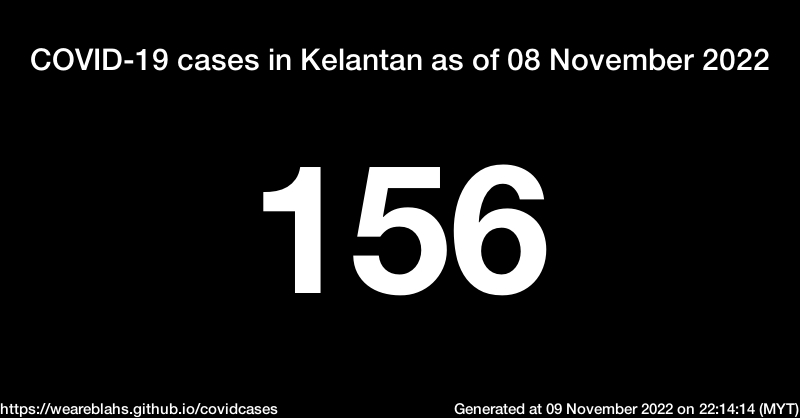 COVID-19 cases in Kelantan as of 08 November 2022
156
https://weareblahs.github.io/covidcases
Generated at 09 November 2022 on 22:14:14 (MYT)